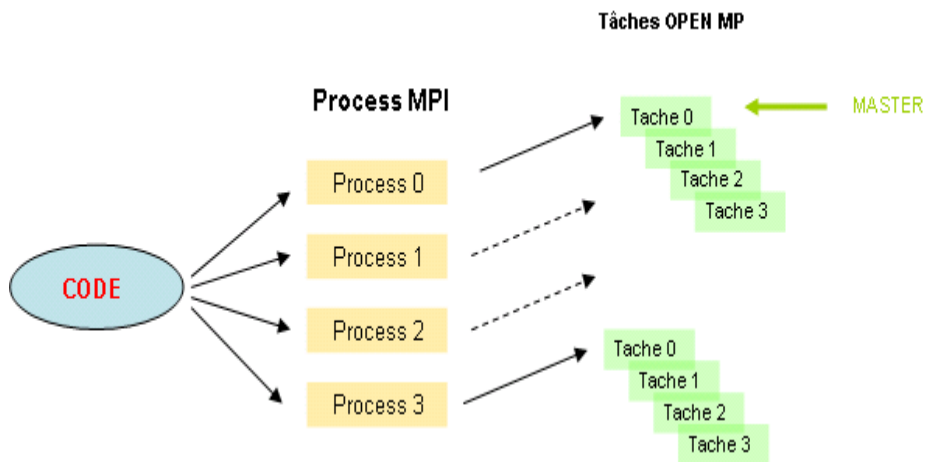 Tâches OPEN MP
Process MPI
MASTER
Tache 0
Tache 1
Tache 2
Tache 3
Process 0
Process 1
CODE
Process 2
Process 3
Tache 0
Tache 1
Tache 2
Tache 3